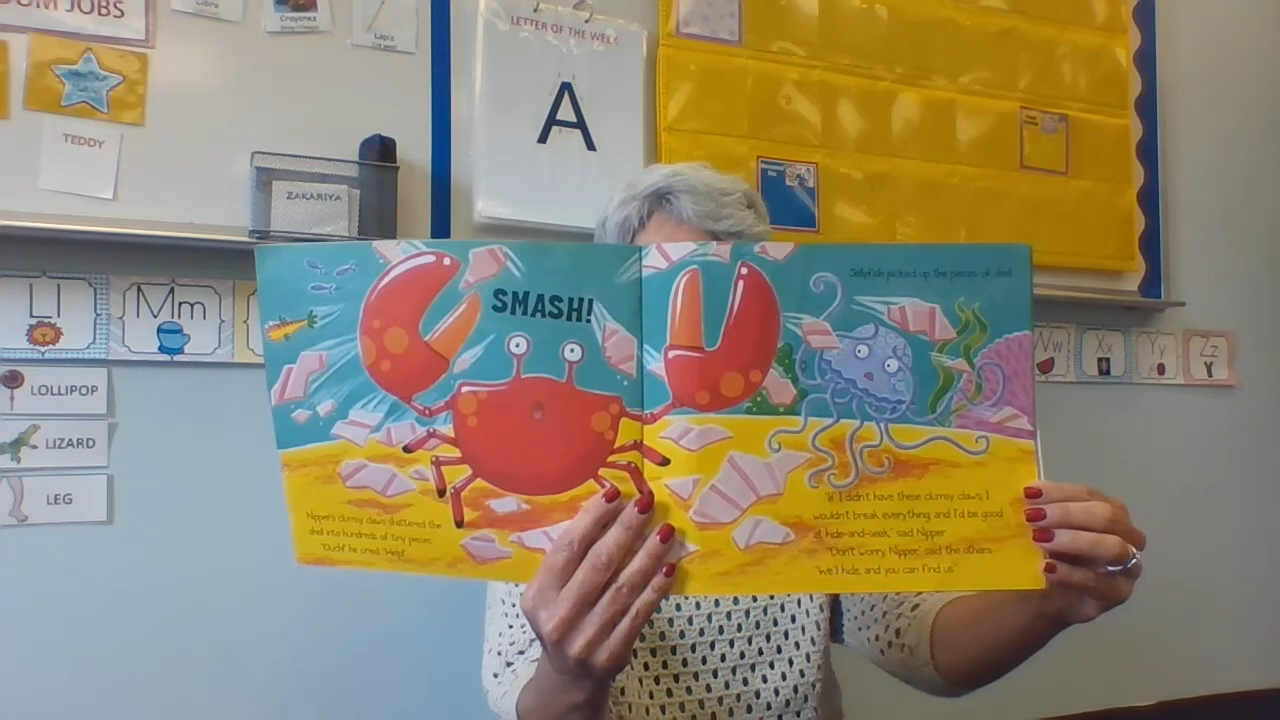 OM JOBS
Crayones
Lapis
TEDDY
ZAKARIYA
LETTER OF THE WEEK
A
Ll
Mm
LOLLIPOP
LIZARD
LEG
Ww
Xx
Yy
Zz
SMASH!
Nipper's clumsy claws shattered the
shell into hundreds of tiny pieces.
"Ouch!" he cried. "Help!"
Jellyfish picked up the pieces of shell.
"If I didn't have these clumsy claws, I
wouldn't break everything, and I'd be good
at hide-and-seek," said Nipper.
"Don't worry, Nipper," said the others.
"We'll hide, and you can find us."